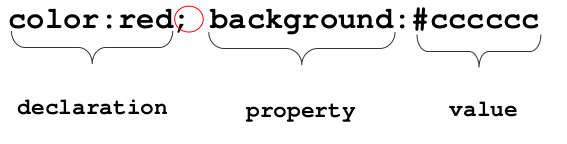 color:red; background:#cccccc
declaration property value